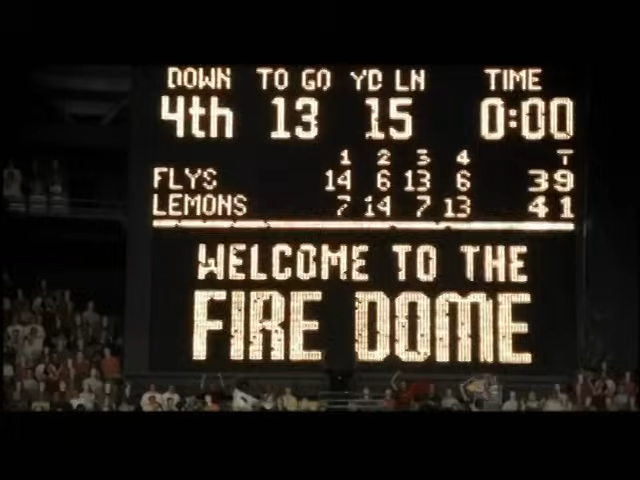 DOWN TO GO YD LN TIME
4th 13 15 0:00
1 2 3 4 T
FLYS 14 6 13 6 39
LEMONS 7 14 7 13 41
WELCOME TO THE
FIRE DOME